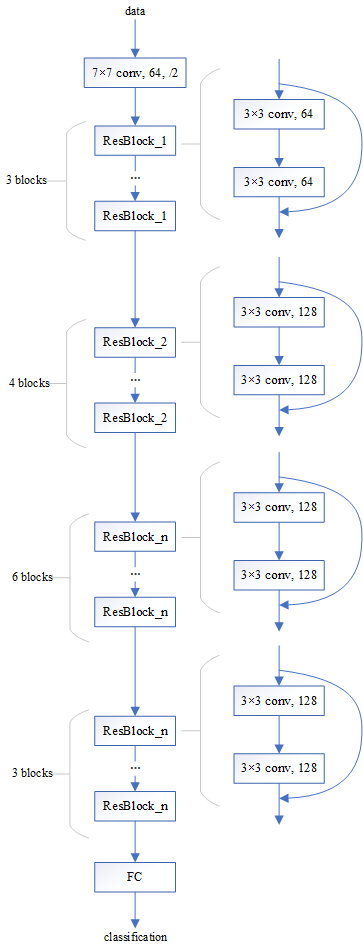 data
7×7 conv, 64, /2
ResBlock_1
3×3 conv, 64
...
3 blocks
3×3 conv, 64
ResBlock_1
ResBlock_2
3×3 conv, 128
...
4 blocks
3×3 conv, 128
ResBlock_2
ResBlock_n
3×3 conv, 128
...
6 blocks
3×3 conv, 128
ResBlock_n
ResBlock_n
3×3 conv, 128
...
3 blocks
3×3 conv, 128
ResBlock_n
FC
classification